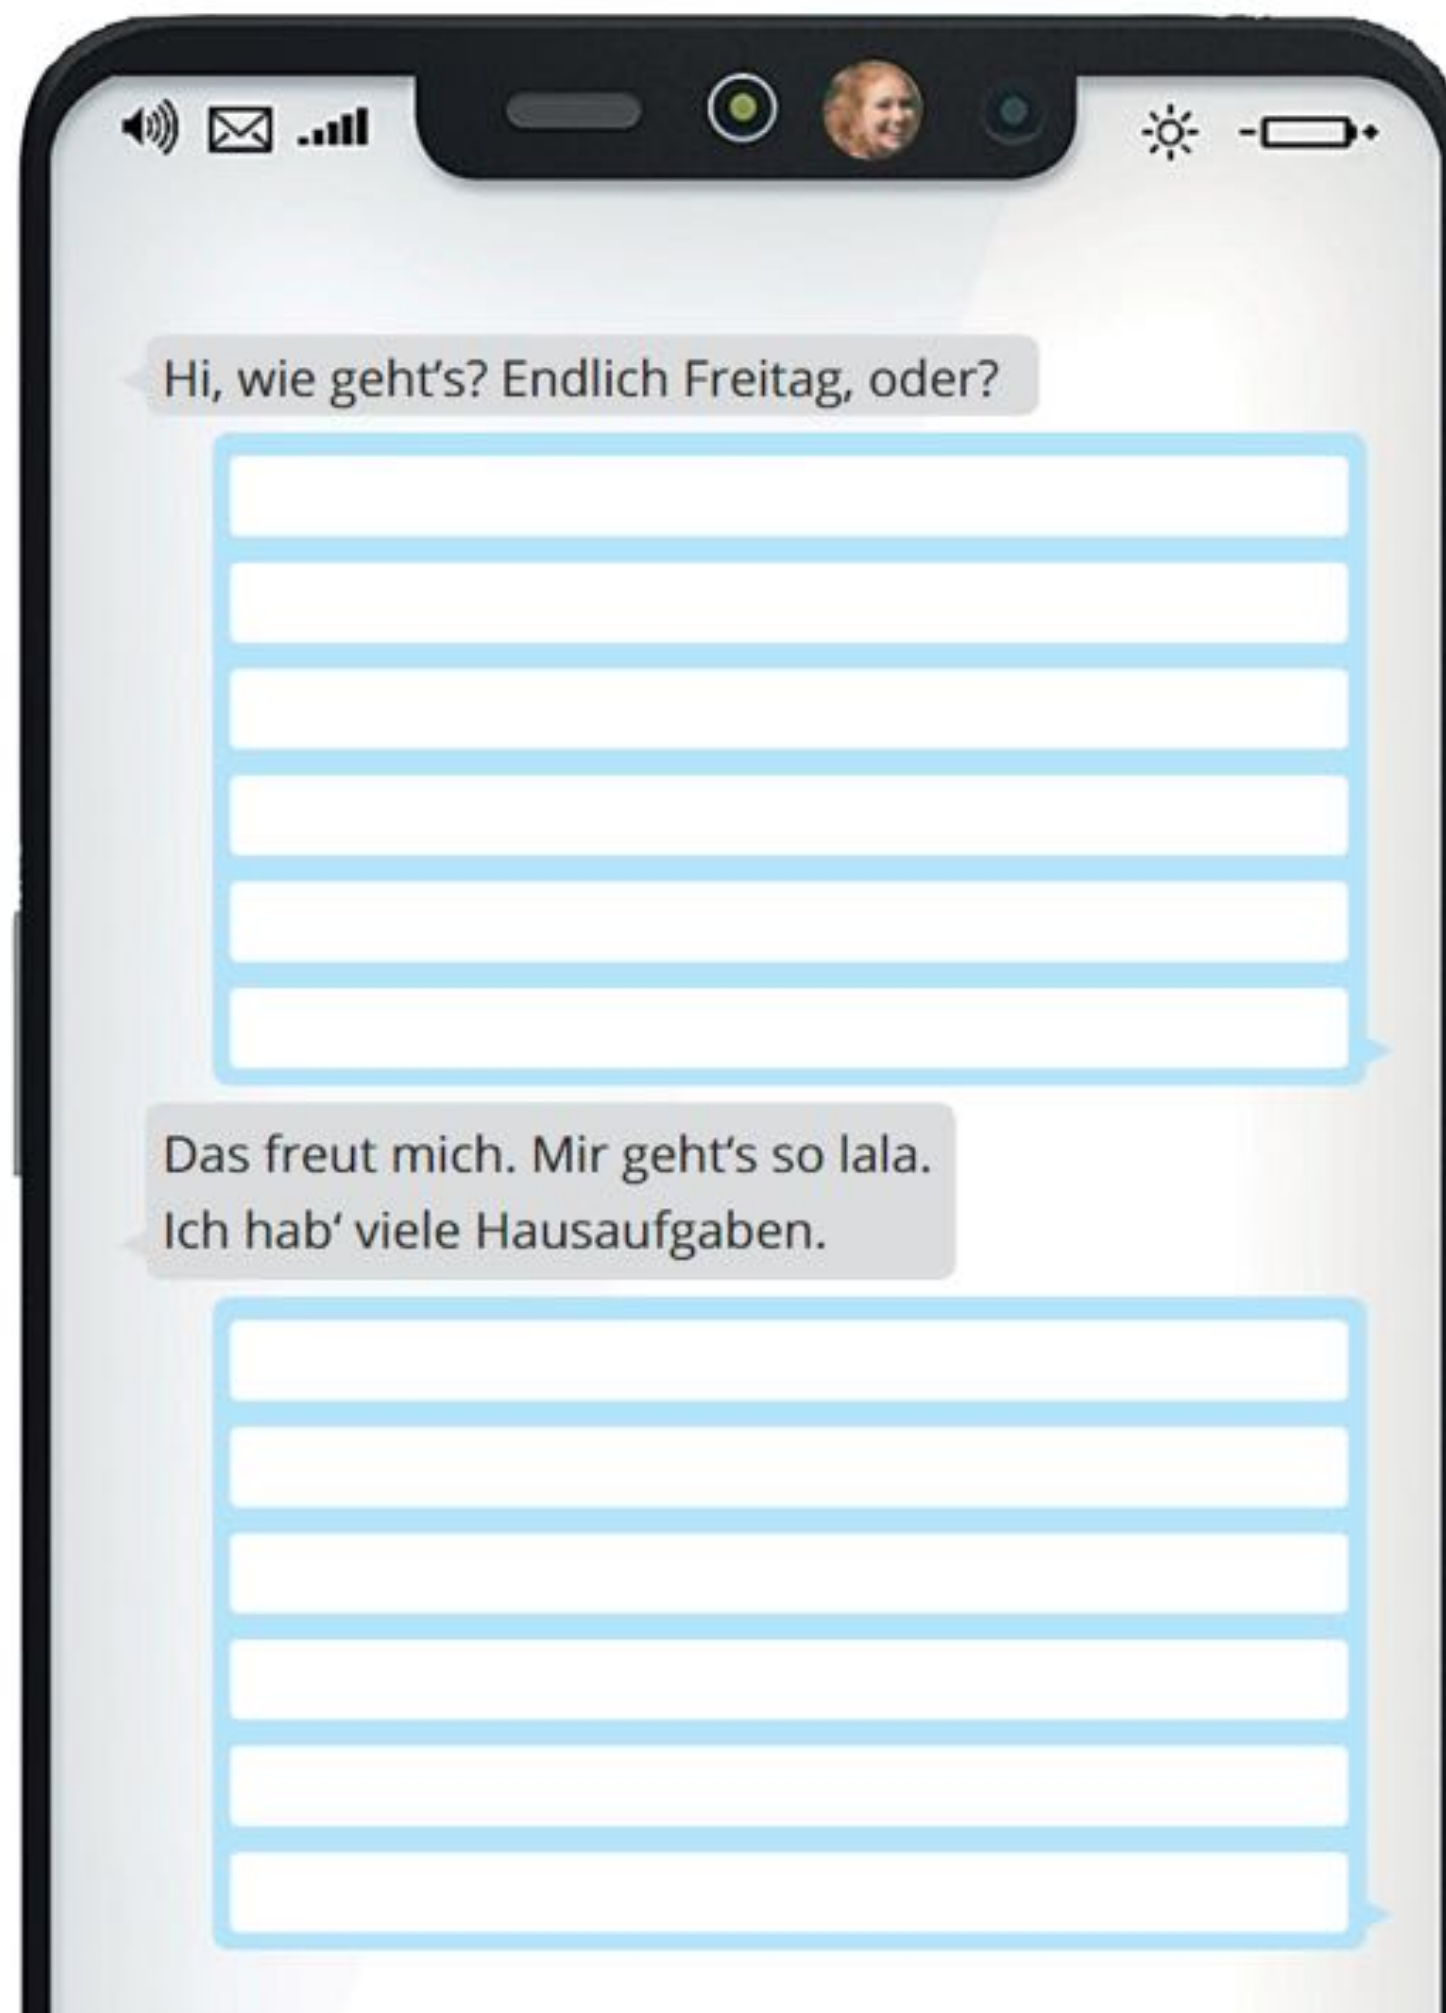 Hi, wie geht‘s? Endlich Freitag, oder?
Das freut mich. Mir geht‘s so lala.
Ich hab‘ viele Hausaufgaben.